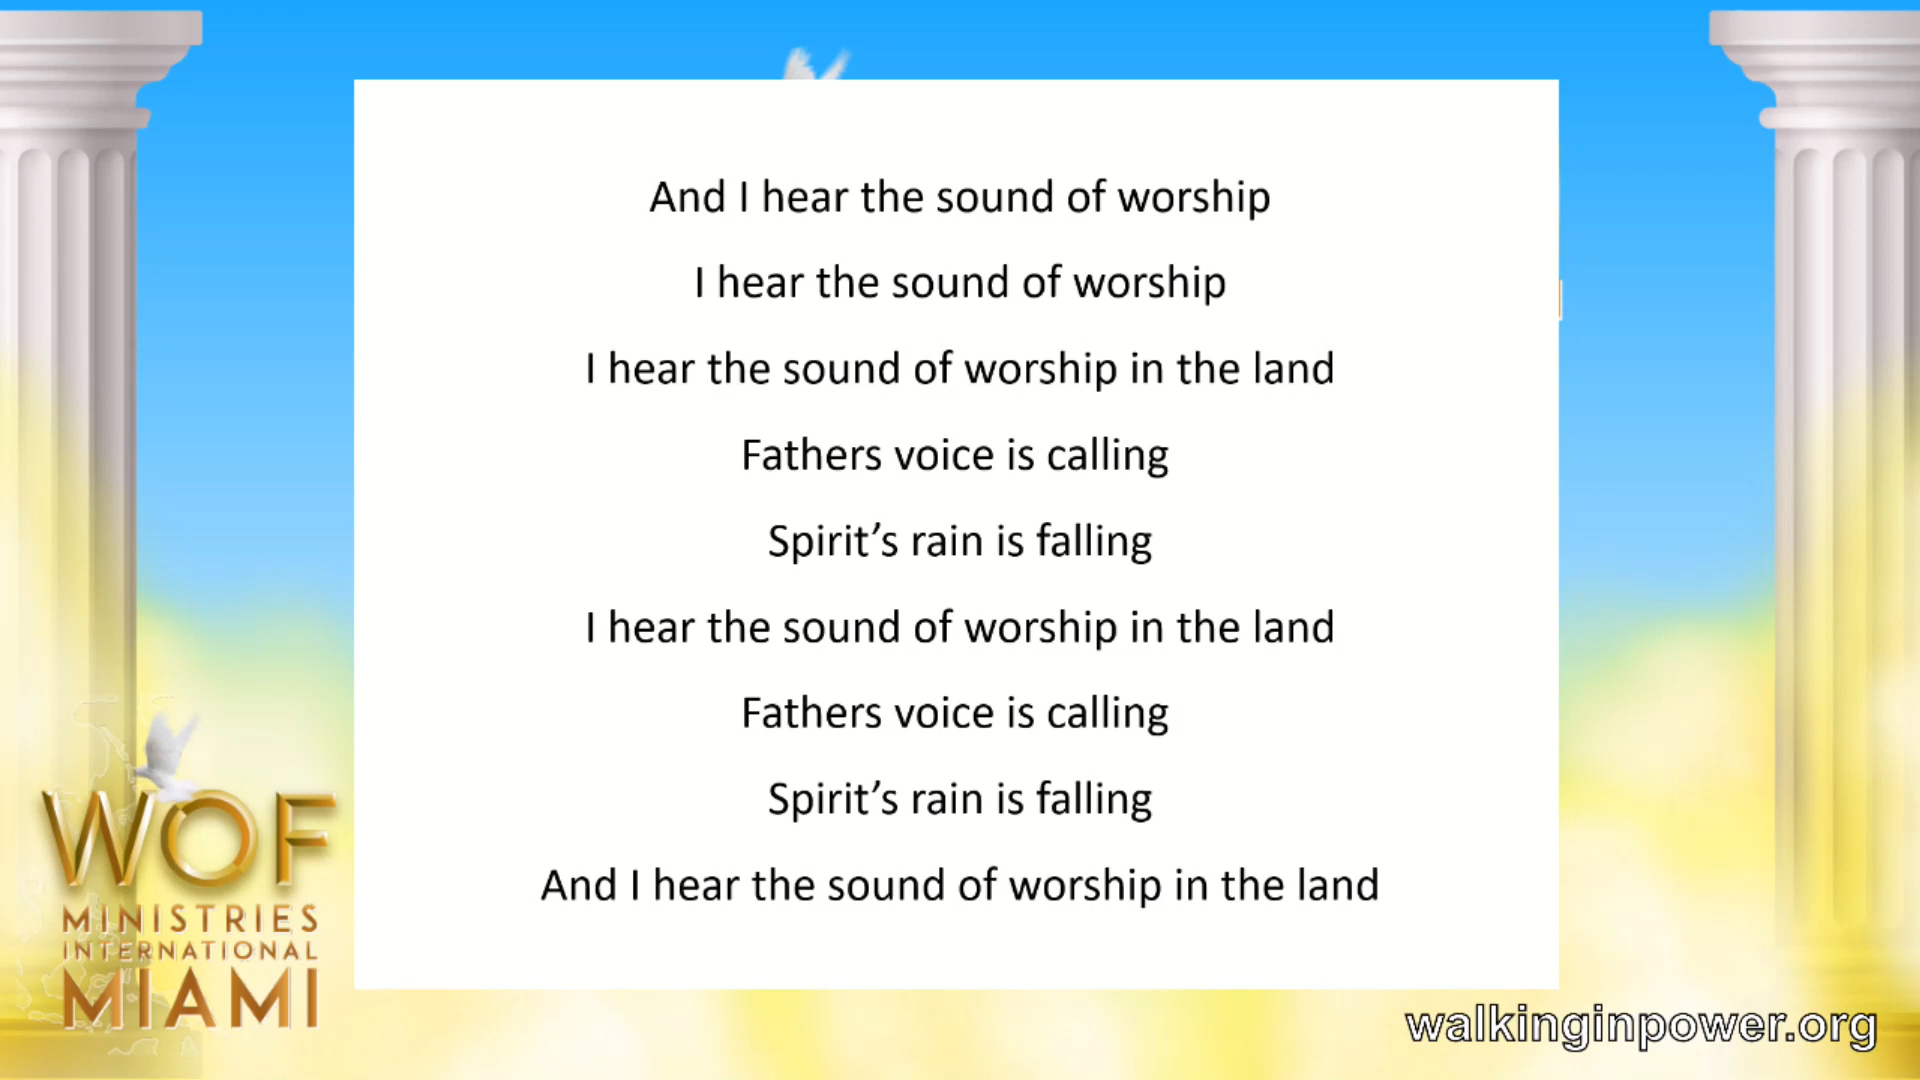 And I hear the sound of worship
I hear the sound of worship
I hear the sound of worship in the land
Fathers voice is calling
Spirit’s rain is falling
I hear the sound of worship in the land
Fathers voice is calling
Spirit’s rain is falling
And I hear the sound of worship in the land
WOF
MINISTRIES
INTERNATIONAL
MIAMI
walkinginpower.org